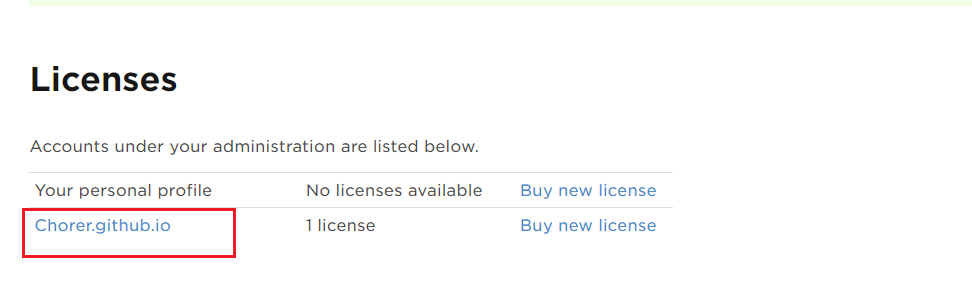 Licenses
Accounts under your administration are listed below.
Your personal profile No licenses available Buy new license
Chorer.github.io 1 license Buy new license